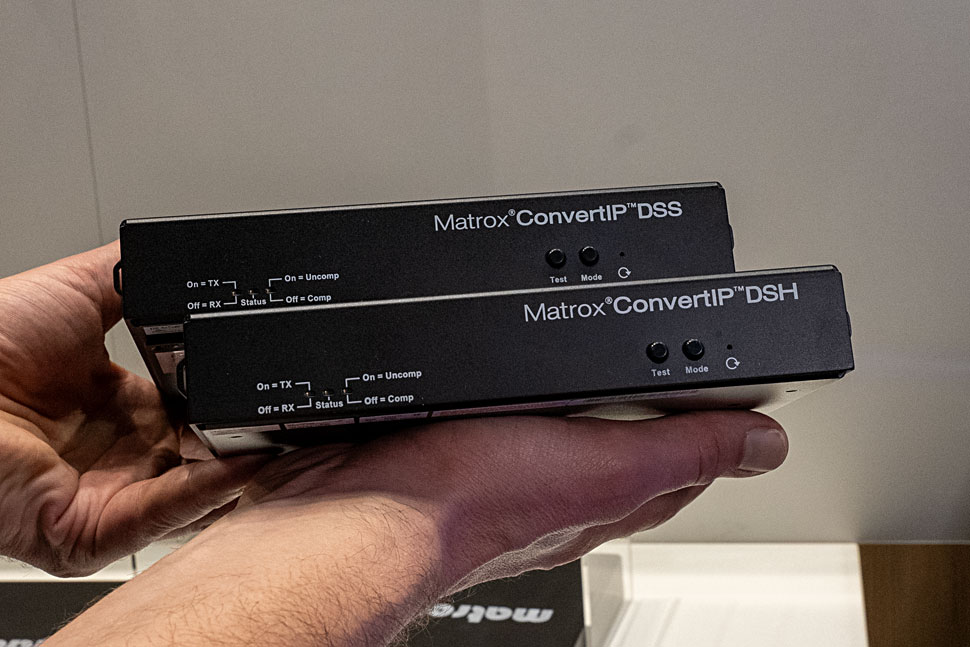 Matrox®ConvertIP™DSS
On = TX
On = Uncomp
Off = RX
Status
Off = Comp
Test
Mode
Matrox®ConvertIP™DSH
On = TX
On = Uncomp
Off = RX
Status
Off = Comp
Test
Mode